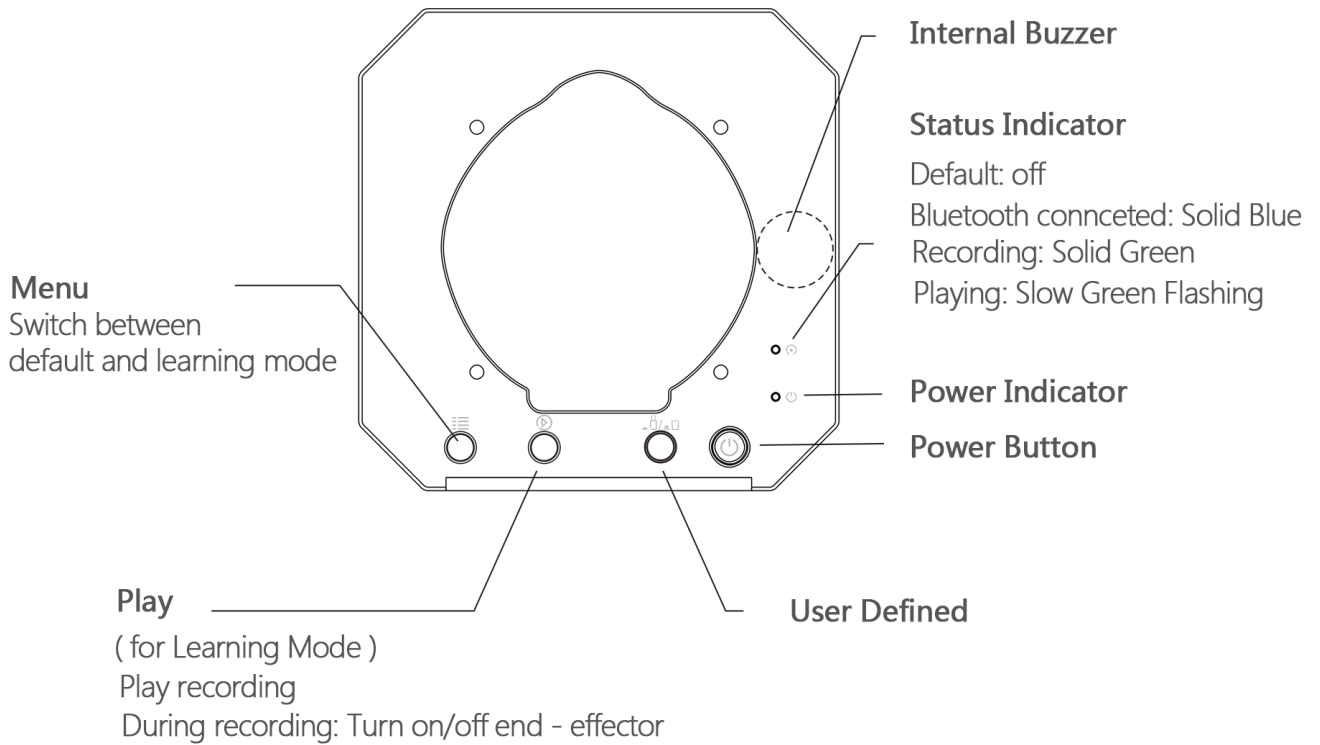 Internal Buzzer
Status Indicator
Default: off
Bluetooth connceted: Solid Blue
Recording: Solid Green
Playing: Slow Green Flashing
Menu
Switch between
default and learning mode
Power Indicator
Power Button
Play
( for Learning Mode )
Play recording
During recording: Turn on/off end - effector
User Defined